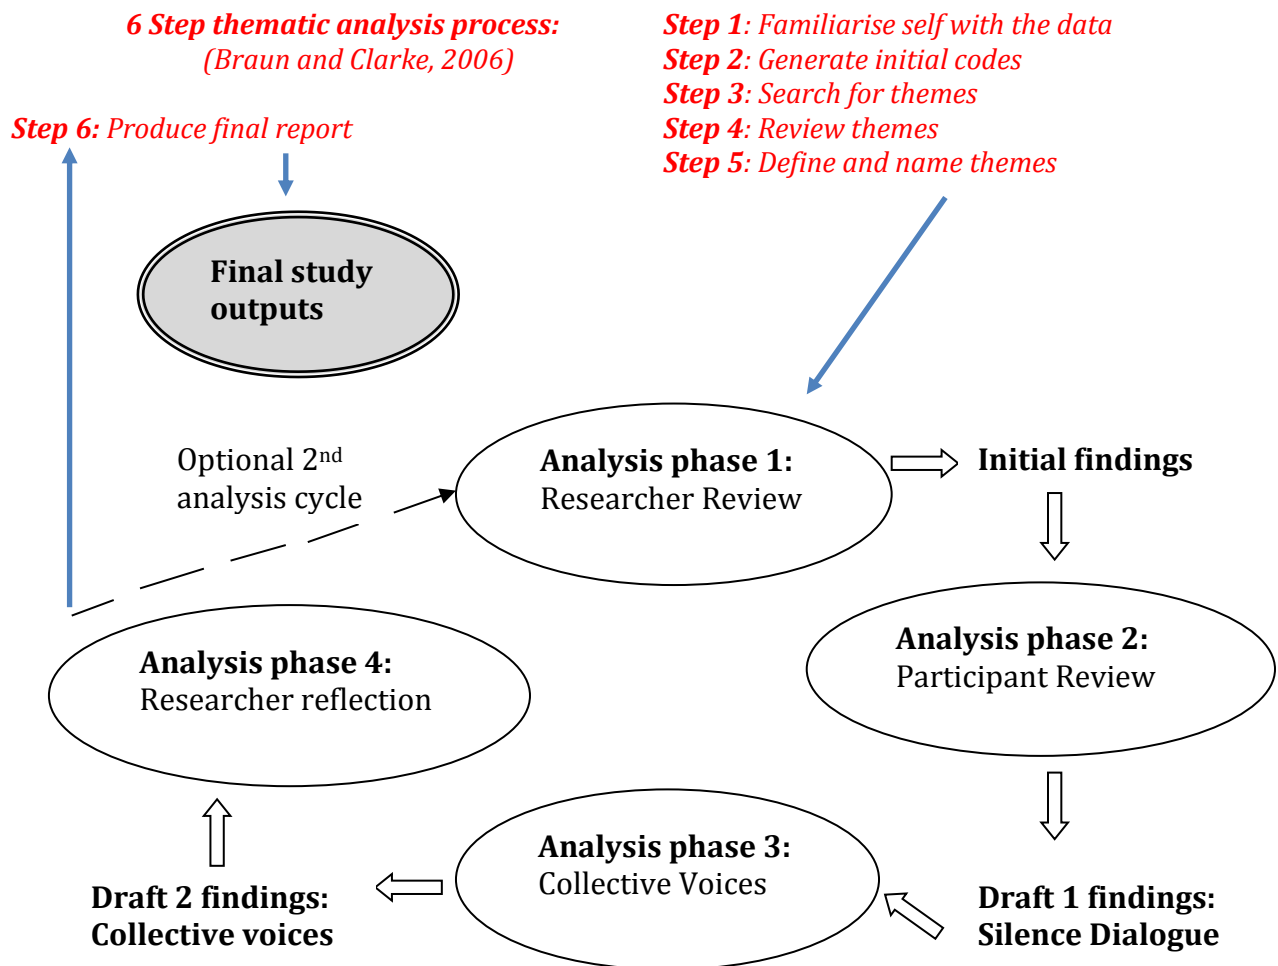 6 Step thematic analysis process:
(Braun and Clarke, 2006)
Step 1: Familiarise self with the data
Step 2: Generate initial codes
Step 3: Search for themes
Step 4: Review themes
Step 5: Define and name themes
Step 6: Produce final report
Final study
outputs
Optional 2nd
analysis cycle
Analysis phase 1:
Researcher Review
Initial findings
Analysis phase 2:
Participant Review
Analysis phase 4:
Researcher reflection
Analysis phase 3:
Collective Voices
Draft 2 findings:
Collective voices
Draft 1 findings:
Silence Dialogue